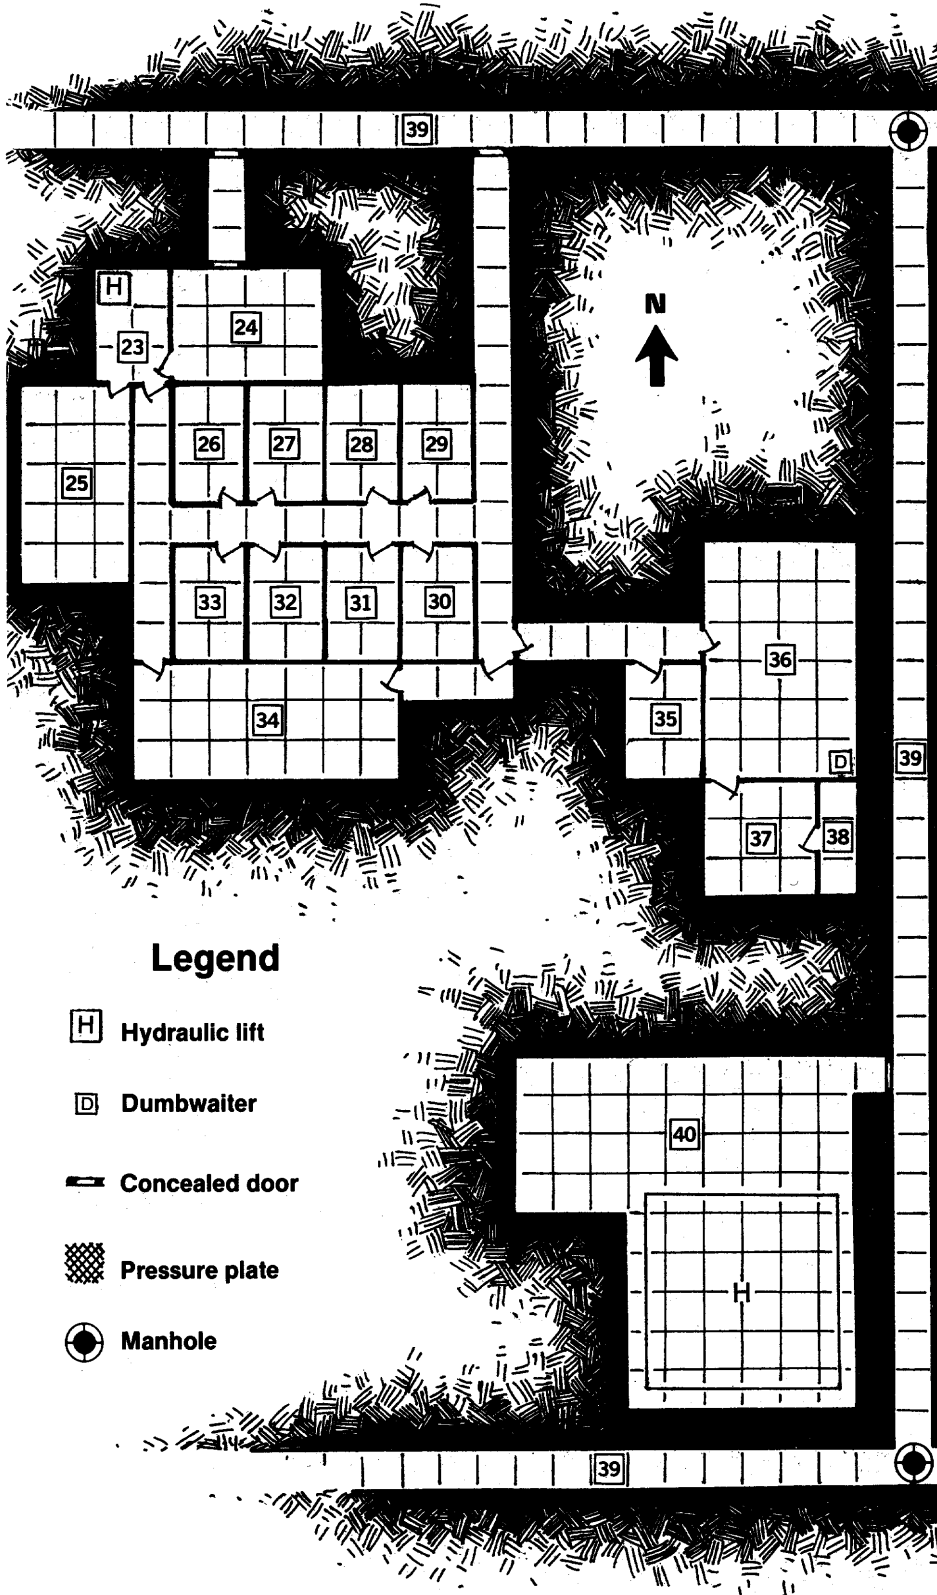 39
H
23
24
N
26
27
28
29
25
33
32
31
30
36
34
35
D
39
37
38
Legend
H Hydraulic lift
D Dumbwaiter
Concealed door
Pressure plate
Manhole
40
H
39